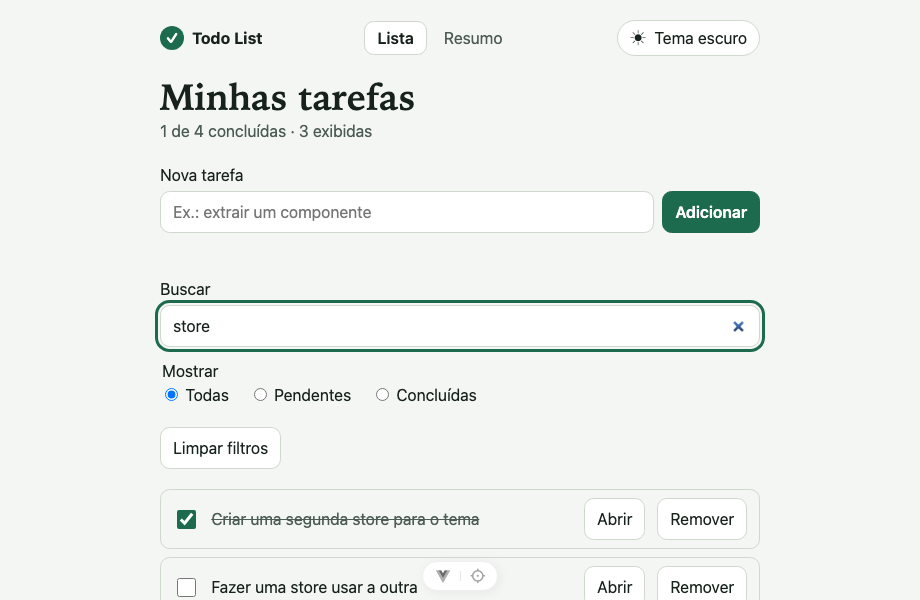 Todo List
Lista
Resumo
Tema escuro
Minhas tarefas
1 de 4 concluídas · 3 exibidas
Nova tarefa
Ex.: extrair um componente
Adicionar
Buscar
store
Mostrar
Todas
Pendentes
Concluídas
Limpar filtros
Criar uma segunda store para o tema
Abrir
Remover
Fazer uma store usar a outra
Abrir
Remover